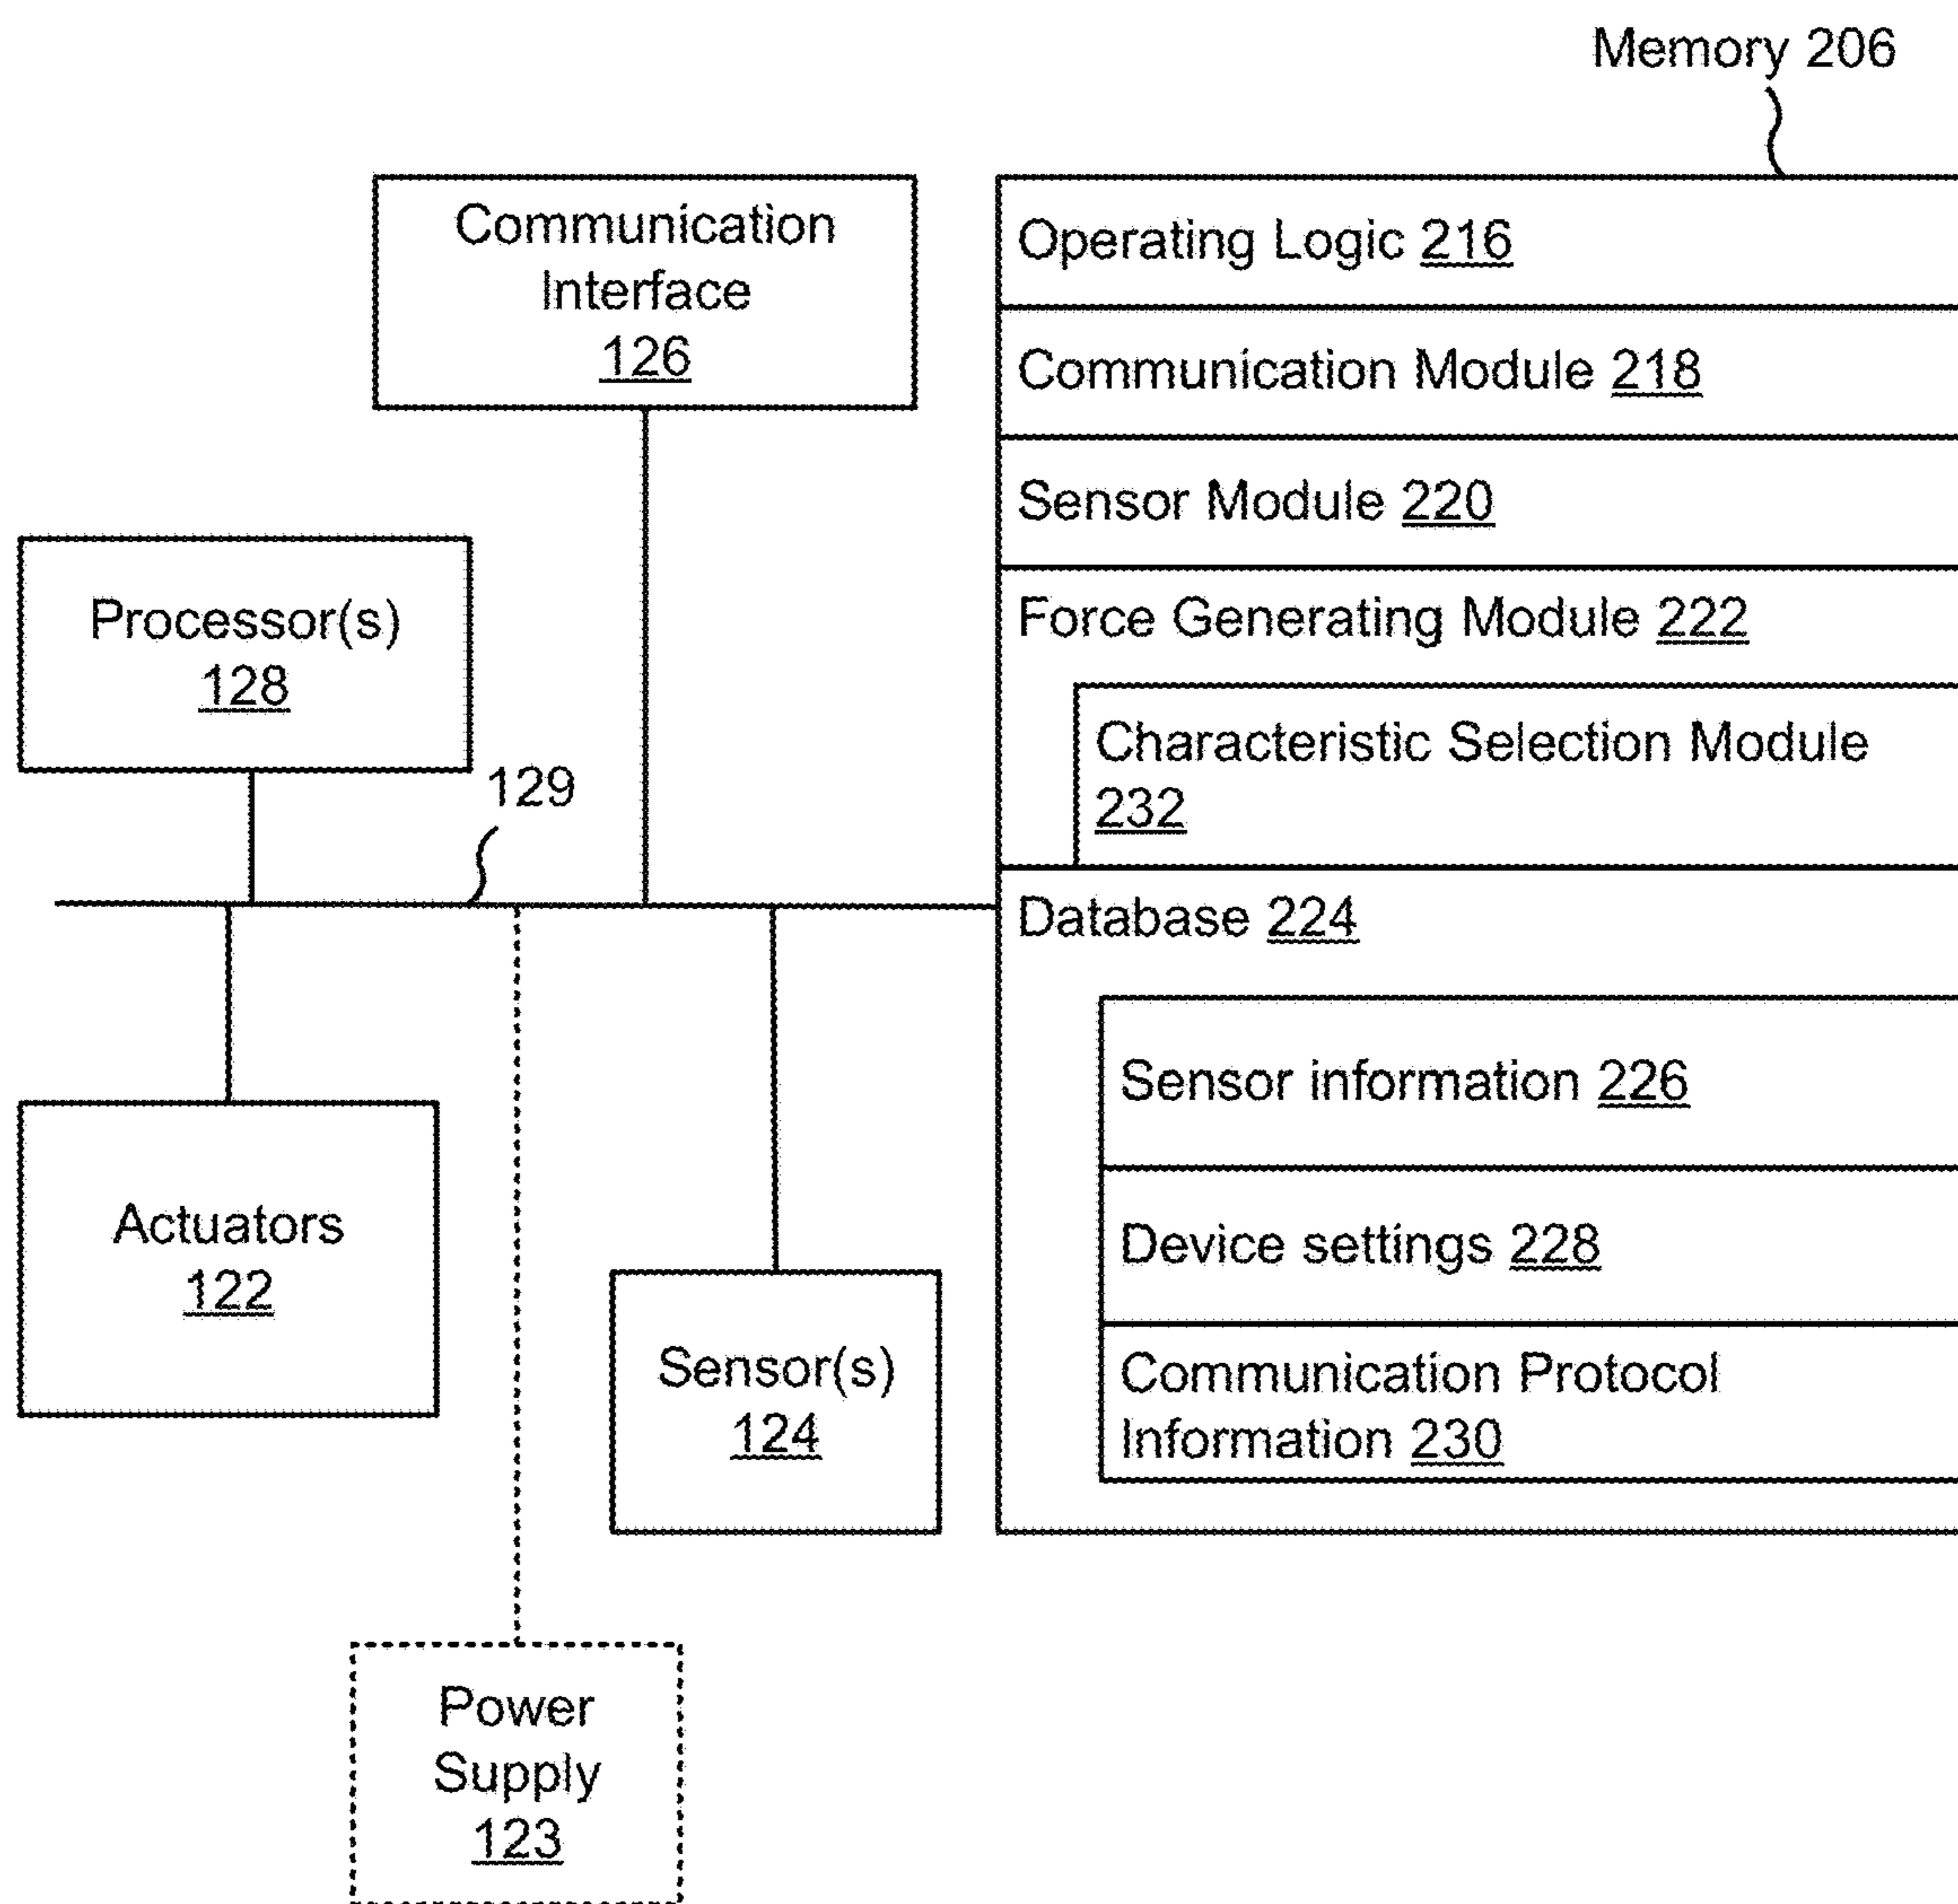 Memory 206
Communication
Interface
126
Operating Logic 216
Communication Module 218
Sensor Module 220
Force Generating Module 222
Characteristic Selection Module
232
Processor(s)
128
129
Database 224
Sensor information 226
Device settings 228
Communication Protocol
Information 230
Actuators
122
Sensor(s)
124
Power
Supply
123